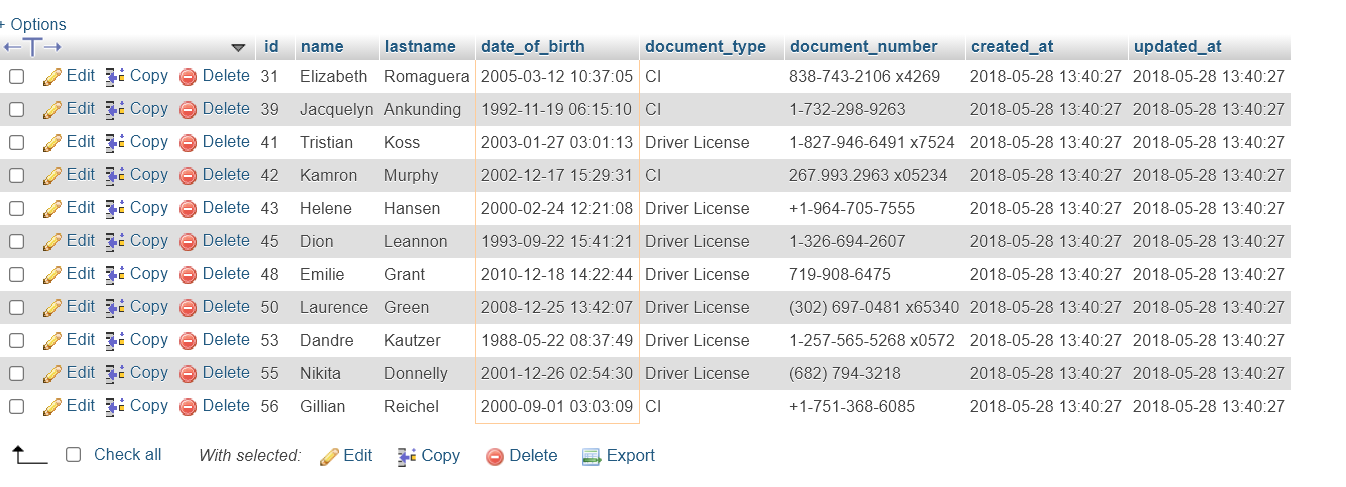 + Options
←T→ id name lastname date_of_birth document_type document_number created_at updated_at
Edit Copy Delete 31 Elizabeth Romaguera 2005-03-12 10:37:05 CI 838-743-2106 x4269 2018-05-28 13:40:27 2018-05-28 13:40:27
Edit Copy Delete 39 Jacquelyn Ankunding 1992-11-19 06:15:10 CI 1-732-298-9263 2018-05-28 13:40:27 2018-05-28 13:40:27
Edit Copy Delete 41 Tristian Koss 2003-01-27 03:01:13 Driver License 1-827-946-6491 x7524 2018-05-28 13:40:27 2018-05-28 13:40:27
Edit Copy Delete 42 Kamron Murphy 2002-12-17 15:29:31 CI 267.993.2963 x05234 2018-05-28 13:40:27 2018-05-28 13:40:27
Edit Copy Delete 43 Helene Hansen 2000-02-24 12:21:08 Driver License +1-964-705-7555 2018-05-28 13:40:27 2018-05-28 13:40:27
Edit Copy Delete 45 Dion Leannon 1993-09-22 15:41:21 Driver License 1-326-694-2607 2018-05-28 13:40:27 2018-05-28 13:40:27
Edit Copy Delete 48 Emilie Grant 2010-12-18 14:22:44 Driver License 719-908-6475 2018-05-28 13:40:27 2018-05-28 13:40:27
Edit Copy Delete 50 Laurence Green 2008-12-25 13:42:07 Driver License (302) 697-0481 x65340 2018-05-28 13:40:27 2018-05-28 13:40:27
Edit Copy Delete 53 Dandre Kautzer 1988-05-22 08:37:49 Driver License 1-257-565-5268 x0572 2018-05-28 13:40:27 2018-05-28 13:40:27
Edit Copy Delete 55 Nikita Donnelly 2001-12-26 02:54:30 Driver License (682) 794-3218 2018-05-28 13:40:27 2018-05-28 13:40:27
Edit Copy Delete 56 Gillian Reichel 2000-09-01 03:03:09 CI +1-751-368-6085 2018-05-28 13:40:27 2018-05-28 13:40:27
Check all With selected: Edit Copy Delete Export